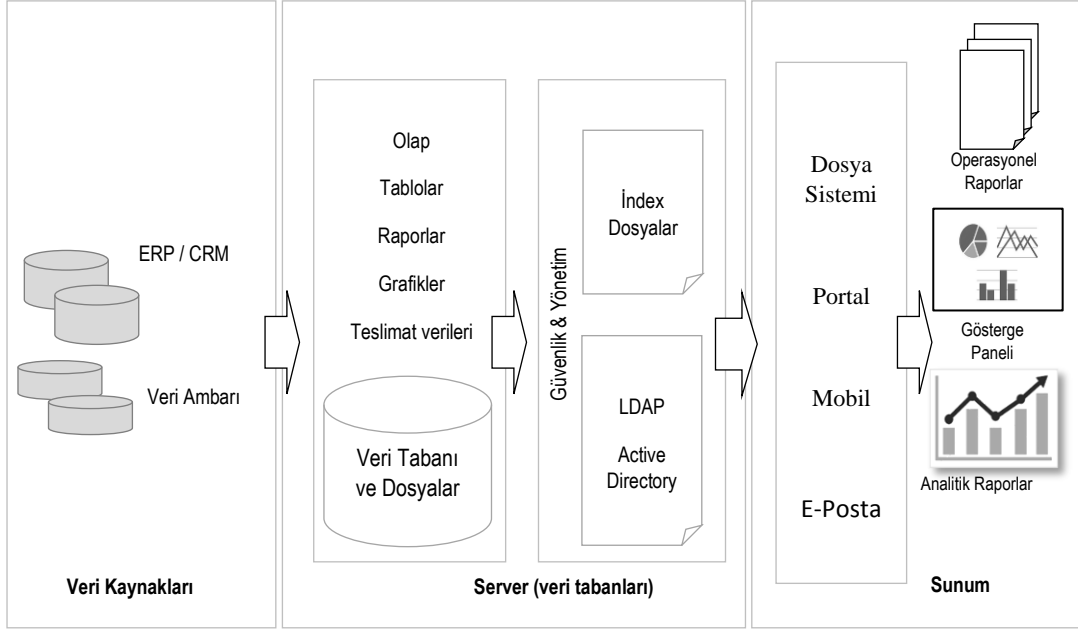 ERP / CRM
Veri Ambarı
Veri Kaynakları
Olap
Tablolar
Raporlar
Grafikler
Teslimat verileri
Veri Tabanı
ve Dosyalar
Güvenlik & Yönetim
İndex
Dosyalar
LDAP
Active
Directory
Server (veri tabanları)
Dosya
Sistemi
Portal
Mobil
E-Posta
Operasyonel
Raporlar
Gösterge
Paneli
Analitik Raporlar
Sunum